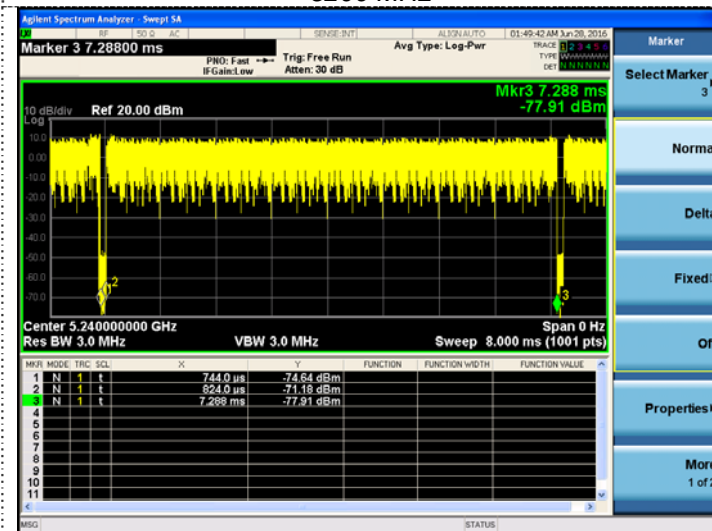 Agilent Spectrum Analyzer - Swept SA
LXI RF 50 Ω AC SENSE:INT ALIGNAUTO 01:49:42 AM Jun 28, 2016
Marker 3 7.28800 ms
PNO: Fast
IFGain:Low
Trig: Free Run
Atten: 30 dB
Avg Type: Log-Pwr
TRACE 1 2 3 4 5 6
TYPE WWWWWW
DET N N N N N N
Mkr3 7.288 ms
-77.91 dBm
10 dB/div Ref 20.00 dBm
Log
10.0
0.00
-10.0
-20.0
-30.0
-40.0
-50.0
-60.0
-70.0
2
3
Center 5.240000000 GHz Span 0 Hz
Res BW 3.0 MHz VBW 3.0 MHz Sweep 8.000 ms (1001 pts)
MKR MODE TRC SCL X Y FUNCTION FUNCTION WIDTH FUNCTION VALUE
1 N 1 t 744.0 µs -74.64 dBm
2 N 1 t 824.0 µs -71.16 dBm
3 N 1 t 7.288 ms -77.91 dBm
4
5
6
7
8
9
10
11
MSG STATUS
Marker
Select Marker
3
Norma
Delta
Fixed
Of
Properties
More
1 of 2